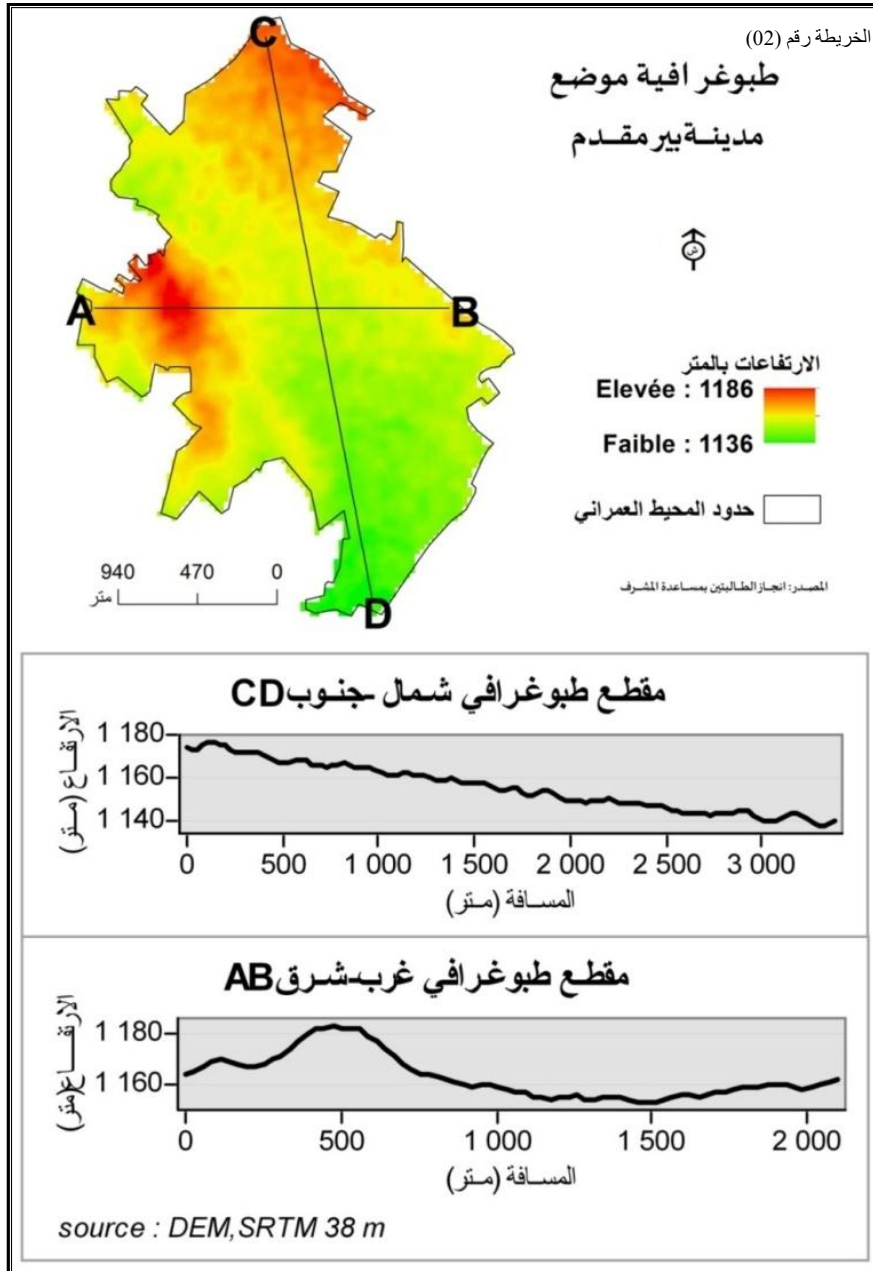 الخريطة رقم (02)
طبوغرافية موضع
مدينة بير مقدم
ش
C
A
B
D
الارتفاعات بالمتر
Elevée : 1186
Faible : 1136
حدود المحيط العمراني
940 470 0
متر
المصدر: انجاز الطالبتين بمساعدة المشرف
مقطع طبوغرافي شمال -جنوب CD
الارتفاع (متر)
1 180
1 160
1 140
0 500 1 000 1 500 2 000 2 500 3 000
المسافة (متر)
مقطع طبوغرافي غرب-شرق AB
الارتفاع (متر)
1 180
1 160
0 500 1 000 1 500 2 000
المسافة (متر)
source : DEM,SRTM 38 m